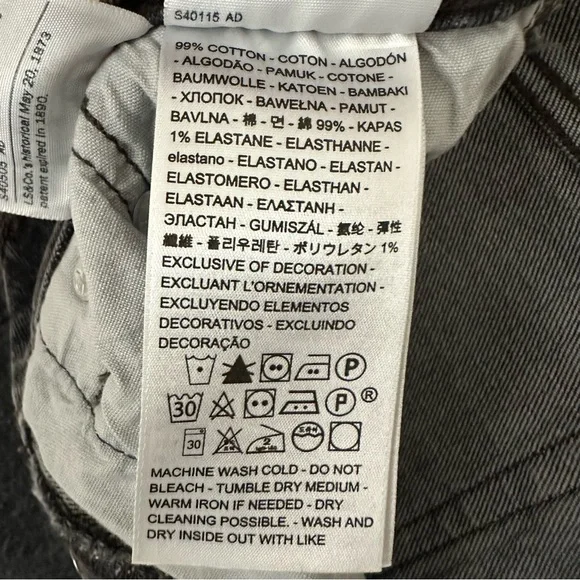 S40115 AD
LS&Co.'s historical May 20, 1873
patent expired in 1890.
S40505 AD
99% COTTON - COTON - ALGODÓN
- ALGODÃO - PAMUK - COTONE -
BAUMWOLLE - KATOEN - BAMBAKI
- ХЛОПОК - BAWEŁNA - PAMUT -
BAVLNA - 棉 - 면 - 綿 99% - KAPAS
1% ELASTANE - ELASTHANNE -
elastano - ELASTANO - ELASTAN -
ELASTOMERO - ELASTHAN -
ELASTAAN - ΕΛΑΣΤΑΝΗ -
ЭЛАСТАН - GUMISZÁL - 氨纶 - 彈性
纖維 - 폴리우레탄 - ポリウレタン 1%
EXCLUSIVE OF DECORATION -
EXCLUANT L'ORNEMENTATION -
EXCLUYENDO ELEMENTOS
DECORATIVOS - EXCLUINDO
DECORAÇÃO
P
30 P ®
30 2
MACHINE WASH COLD - DO NOT
BLEACH - TUMBLE DRY MEDIUM -
WARM IRON IF NEEDED - DRY
CLEANING POSSIBLE. - WASH AND
DRY INSIDE OUT WITH LIKE